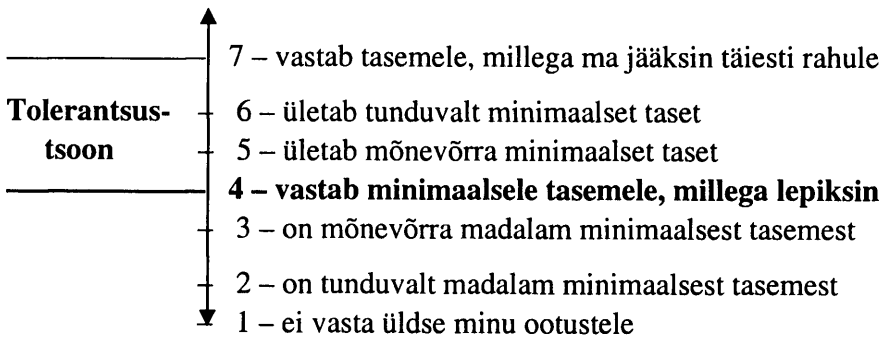 7 – vastab tasemele, millega ma jääksin täiesti rahule
Tolerantsus-
tsoon
6 – ületab tunduvalt minimaalset taset
5 – ületab mõnevõrra minimaalset taset
4 – vastab minimaalsele tasemele, millega lepiksin
3 – on mõnevõrra madalam minimaalsest tasemest
2 – on tunduvalt madalam minimaalsest tasemest
1 – ei vasta üldse minu ootustele